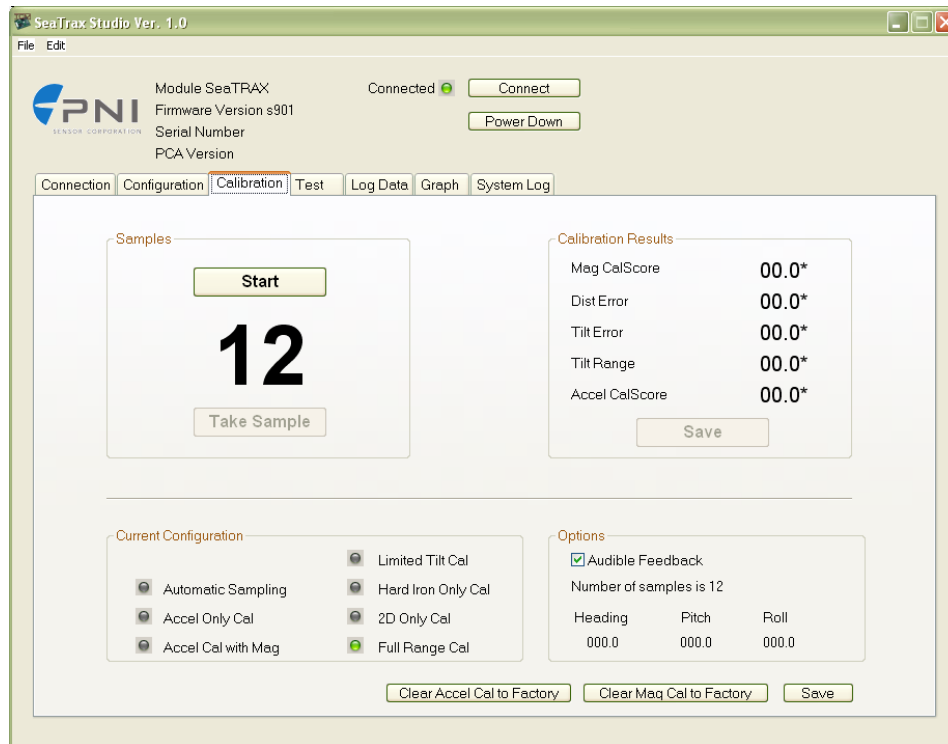 SeaTrax Studio Ver. 1.0
File Edit
PNI
SENSOR CORPORATION
Module SeaTRAX
Firmware Version s901
Serial Number
PCA Version
Connected
Connect
Power Down
Connection Configuration Calibration Test Log Data Graph System Log
Samples
Start
12
Take Sample
Calibration Results
Mag CalScore 00.0*
Dist Error 00.0*
Tilt Error 00.0*
Tilt Range 00.0*
Accel CalScore 00.0*
Save
Current Configuration
Automatic Sampling
Accel Only Cal
Accel Cal with Mag
Limited Tilt Cal
Hard Iron Only Cal
2D Only Cal
Full Range Cal
Options
Audible Feedback
Number of samples is 12
Heading Pitch Roll
000.0 000.0 000.0
Clear Accel Cal to Factory Clear Mag Cal to Factory Save